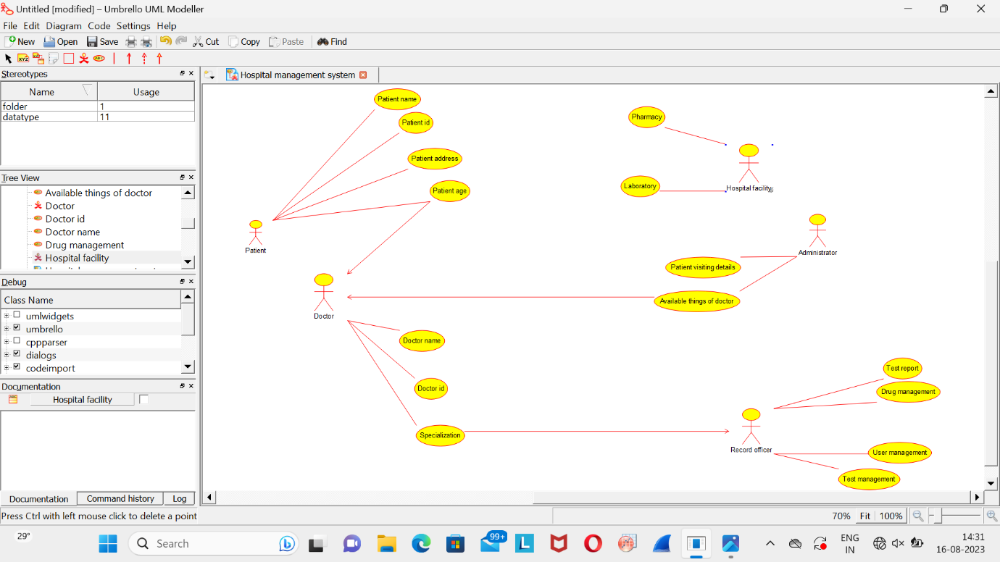 Untitled [modified] – Umbrello UML Modeller
File Edit Diagram Code Settings Help
New Open Save Cut Copy Paste Find
XYZ ABC
Stereotypes
Name Usage
folder 1
datatype 11
Tree View
Available things of doctor
Doctor
Doctor id
Doctor name
Drug management
Hospital facility
Debug
Class Name
umlwidgets
umbrello
cppparser
dialogs
codeimport
Documentation
Hospital facility
Documentation Command history Log
Press Ctrl with left mouse click to delete a point
Hospital management system
Patient name
Patient id
Patient address
Patient age
Patient
Pharmacy
Laboratory
Hospital facility
Administrator
Patient visiting details
Available things of doctor
Doctor
Doctor name
Doctor id
Specialization
Test report
Drug management
Record officer
User management
Test management
70% Fit 100%
29°
Search
99+
L
ENG
IN
14:31
16-08-2023